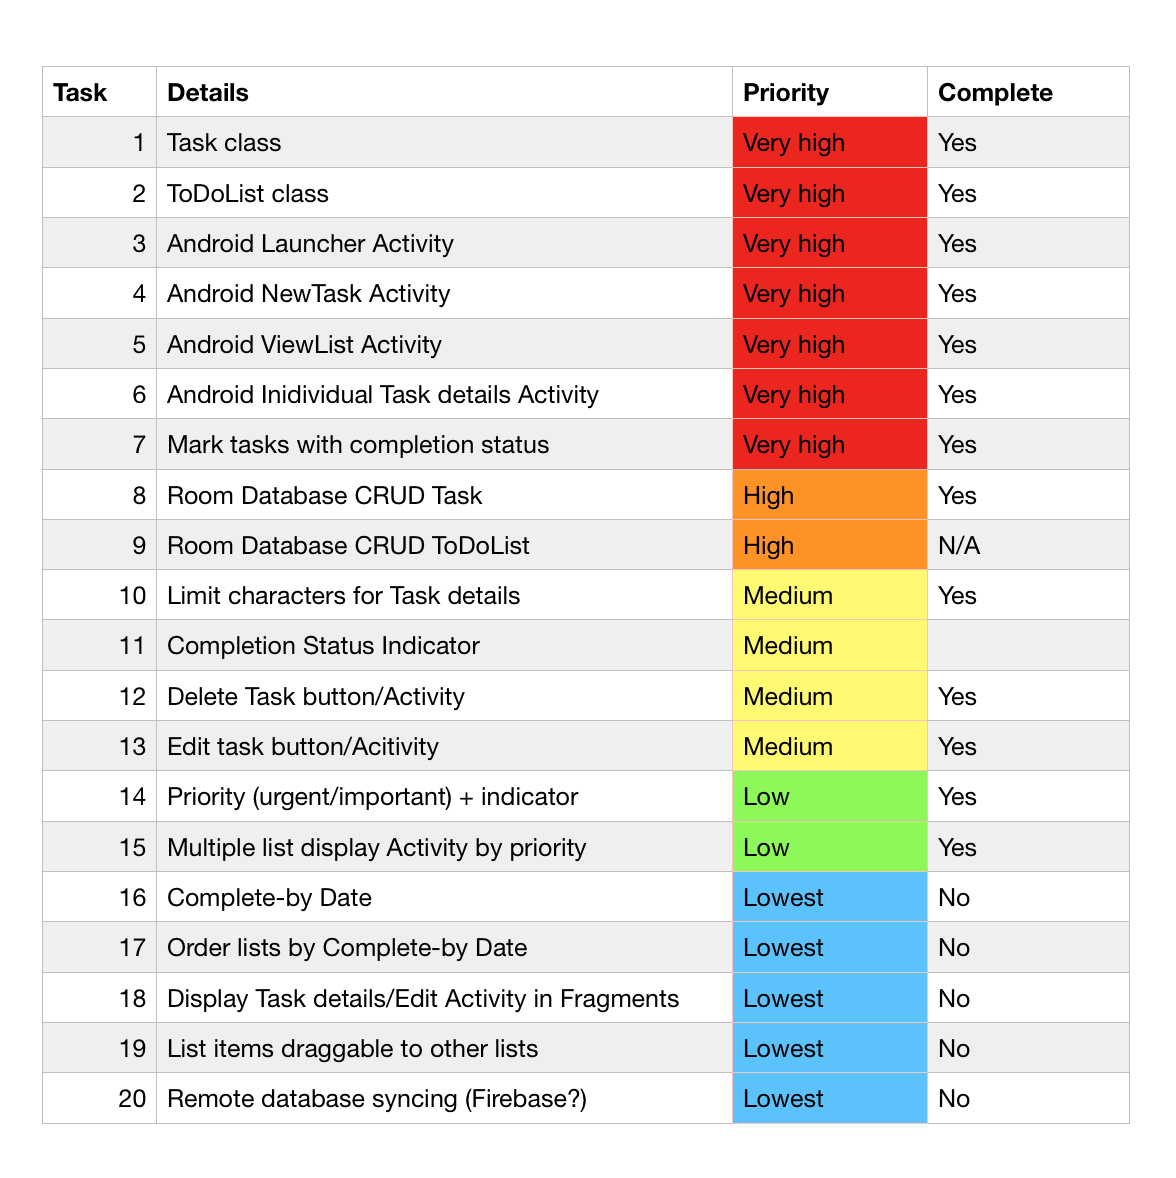 Task Details Priority Complete
1 Task class Very high Yes
2 ToDoList class Very high Yes
3 Android Launcher Activity Very high Yes
4 Android NewTask Activity Very high Yes
5 Android ViewList Activity Very high Yes
6 Android Inidividual Task details Activity Very high Yes
7 Mark tasks with completion status Very high Yes
8 Room Database CRUD Task High Yes
9 Room Database CRUD ToDoList High N/A
10 Limit characters for Task details Medium Yes
11 Completion Status Indicator Medium
12 Delete Task button/Activity Medium Yes
13 Edit task button/Acitivity Medium Yes
14 Priority (urgent/important) + indicator Low Yes
15 Multiple list display Activity by priority Low Yes
16 Complete-by Date Lowest No
17 Order lists by Complete-by Date Lowest No
18 Display Task details/Edit Activity in Fragments Lowest No
19 List items draggable to other lists Lowest No
20 Remote database syncing (Firebase?) Lowest No